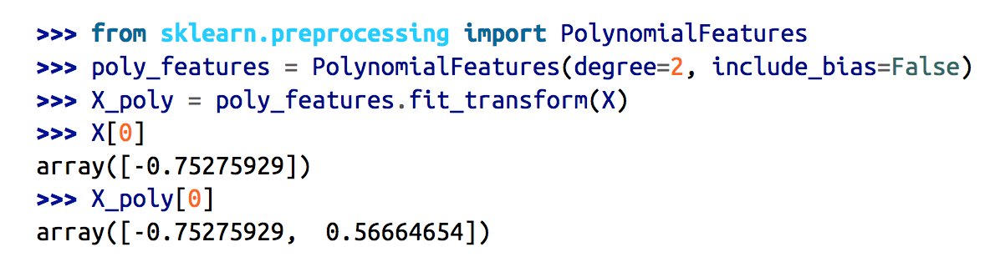 >>> from sklearn.preprocessing import PolynomialFeatures
>>> poly_features = PolynomialFeatures(degree=2, include_bias=False)
>>> X_poly = poly_features.fit_transform(X)
>>> X[0]
array([-0.75275929])
>>> X_poly[0]
array([-0.75275929,  0.56664654])